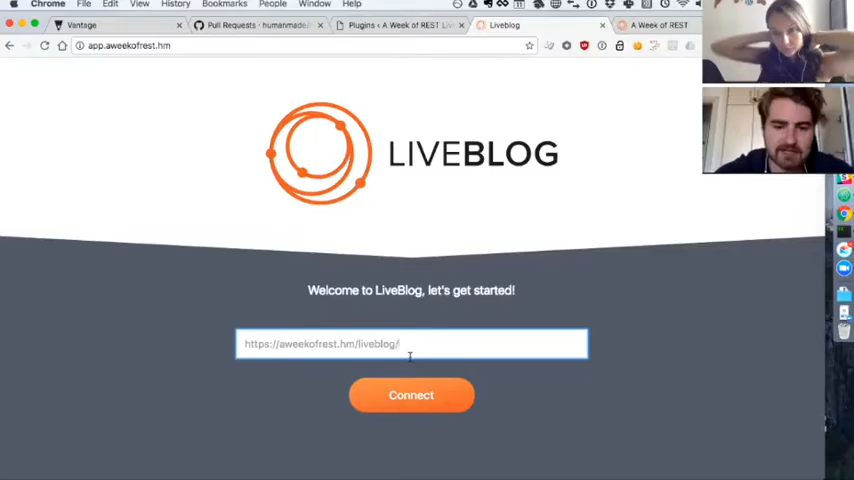 Chrome File Edit View History Bookmarks People Window
Vantage
Pull Requests · humanmade/
Plugins ‹ A Week of REST Live
Liveblog
A Week of REST
app.aweekofrest.hm
LIVEBLOG
Welcome to LiveBlog, let's get started!
https://aweekofrest.hm/liveblog/
Connect